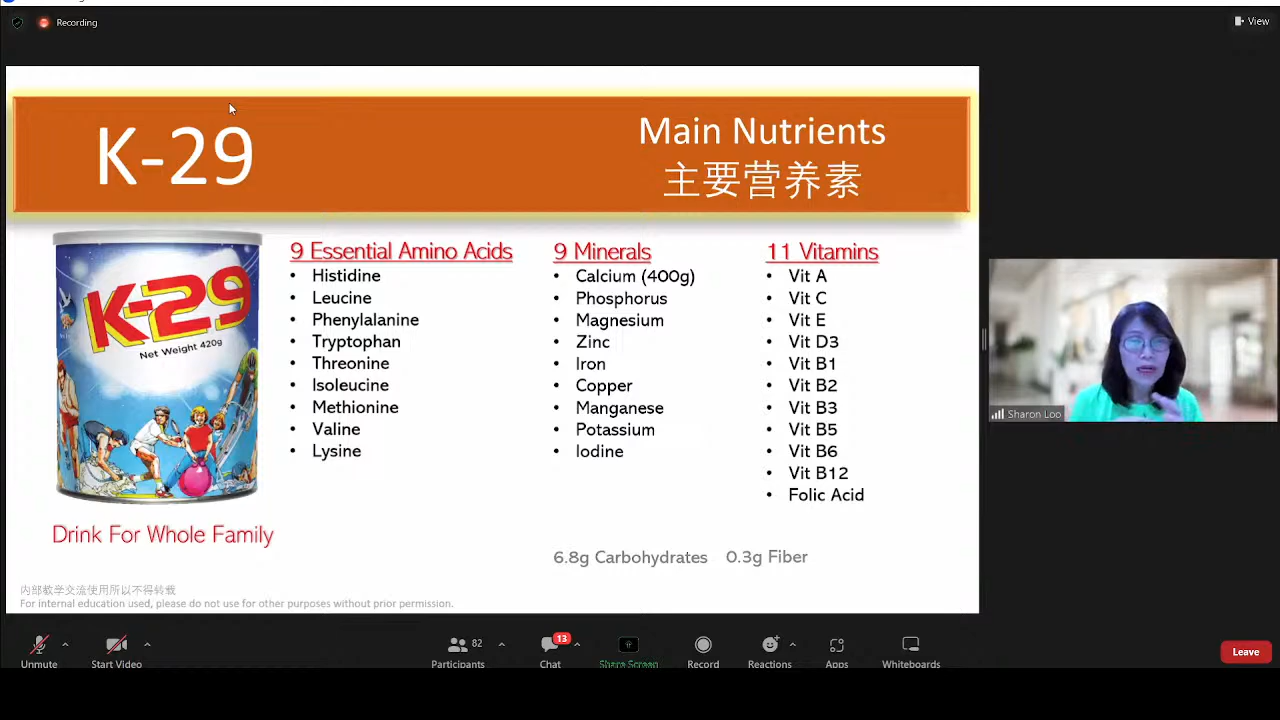 Recording
View
K-29
Main Nutrients
主要营养素
K-29
Net Weight 420g
Drink For Whole Family
9 Essential Amino Acids
• Histidine
• Leucine
• Phenylalanine
• Tryptophan
• Threonine
• Isoleucine
• Methionine
• Valine
• Lysine
9 Minerals
• Calcium (400g)
• Phosphorus
• Magnesium
• Zinc
• Iron
• Copper
• Manganese
• Potassium
• Iodine
11 Vitamins
• Vit A
• Vit C
• Vit E
• Vit D3
• Vit B1
• Vit B2
• Vit B3
• Vit B5
• Vit B6
• Vit B12
• Folic Acid
6.8g Carbohydrates 0.3g Fiber
内部教学交流使用所以不得转载
For internal education used, please do not use for other purposes without prior permission.
Sharon Loo
Unmute
Start Video
82
Participants
13
Chat
Share Screen
Record
Reactions
Apps
Whiteboards
Leave